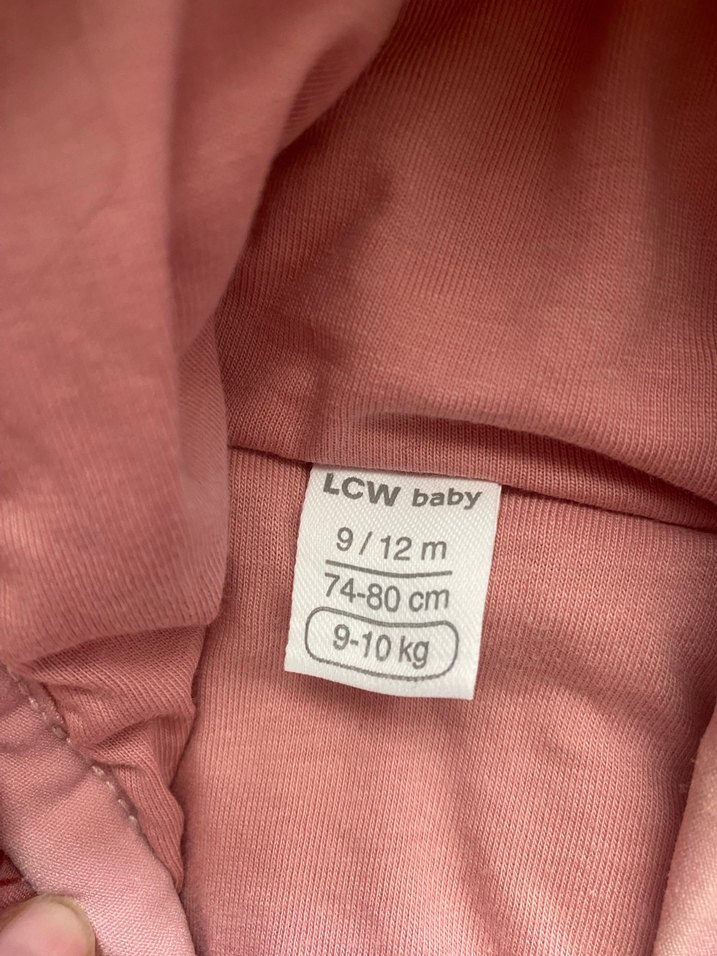 LCW baby
9 / 12 m
74-80 cm
9-10 kg